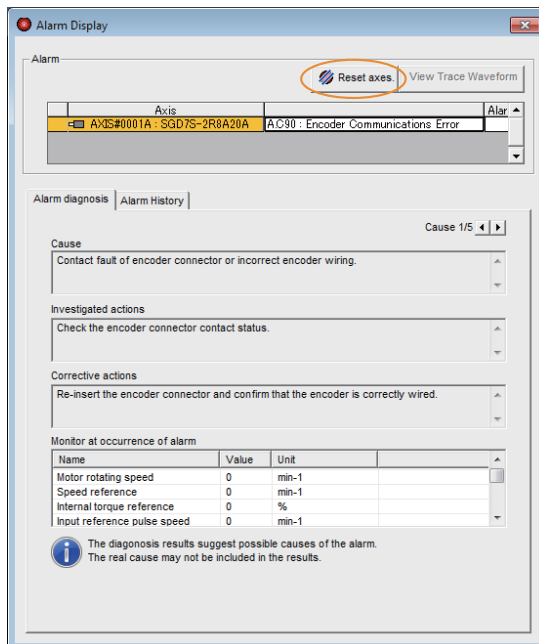 Alarm Display
Alarm
Reset axes.
View Trace Waveform
Axis
Alar
AXIS#0001A : SGD7S-2R8A20A
A.C90 : Encoder Communications Error
Alarm diagnosis
Alarm History
Cause 1/5
Cause
Contact fault of encoder connector or incorrect encoder wiring.
Investigated actions
Check the encoder connector contact status.
Corrective actions
Re-insert the encoder connector and confirm that the encoder is correctly wired.
Monitor at occurrence of alarm
Name Value Unit
Motor rotating speed 0 min-1
Speed reference 0 min-1
Internal torque reference 0 %
Input reference pulse speed 0 min-1
The diagonosis results suggest possible causes of the alarm.
The real cause may not be included in the results.